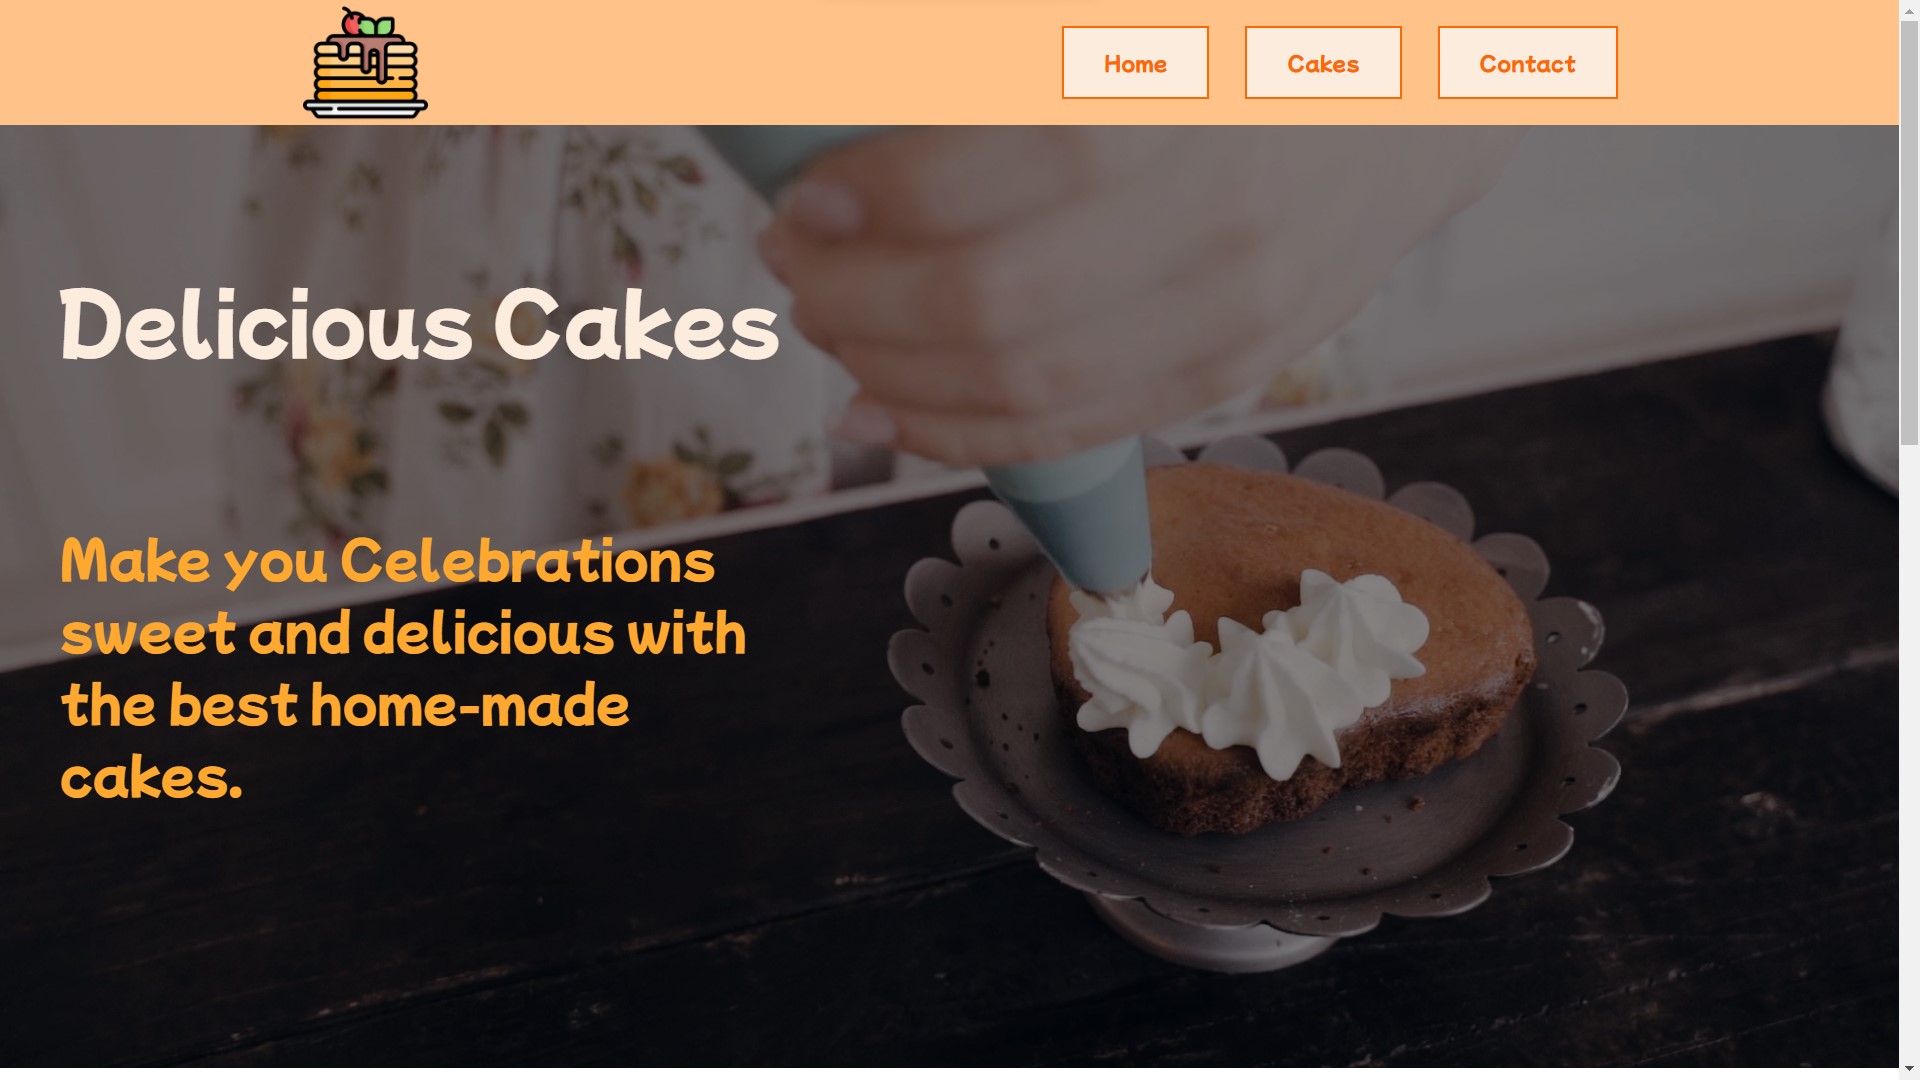 Home
Cakes
Contact
Delicious Cakes
Make you Celebrations
sweet and delicious with
the best home-made
cakes.